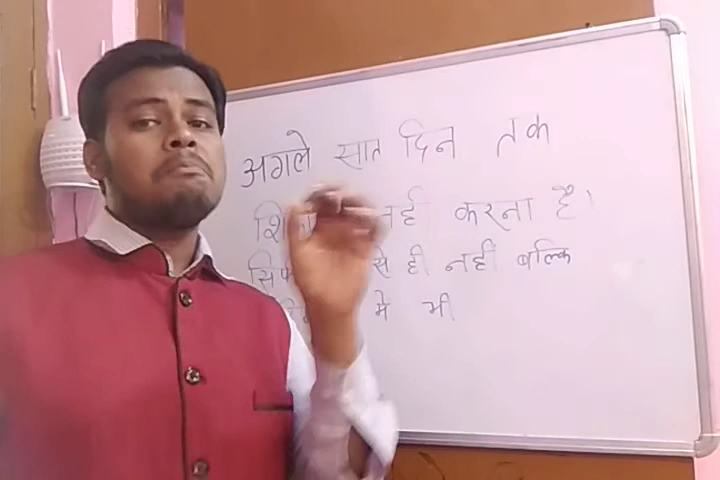 अगले सात दिन तक
नहीं करना है।
ही नहीं बल्कि
में भी